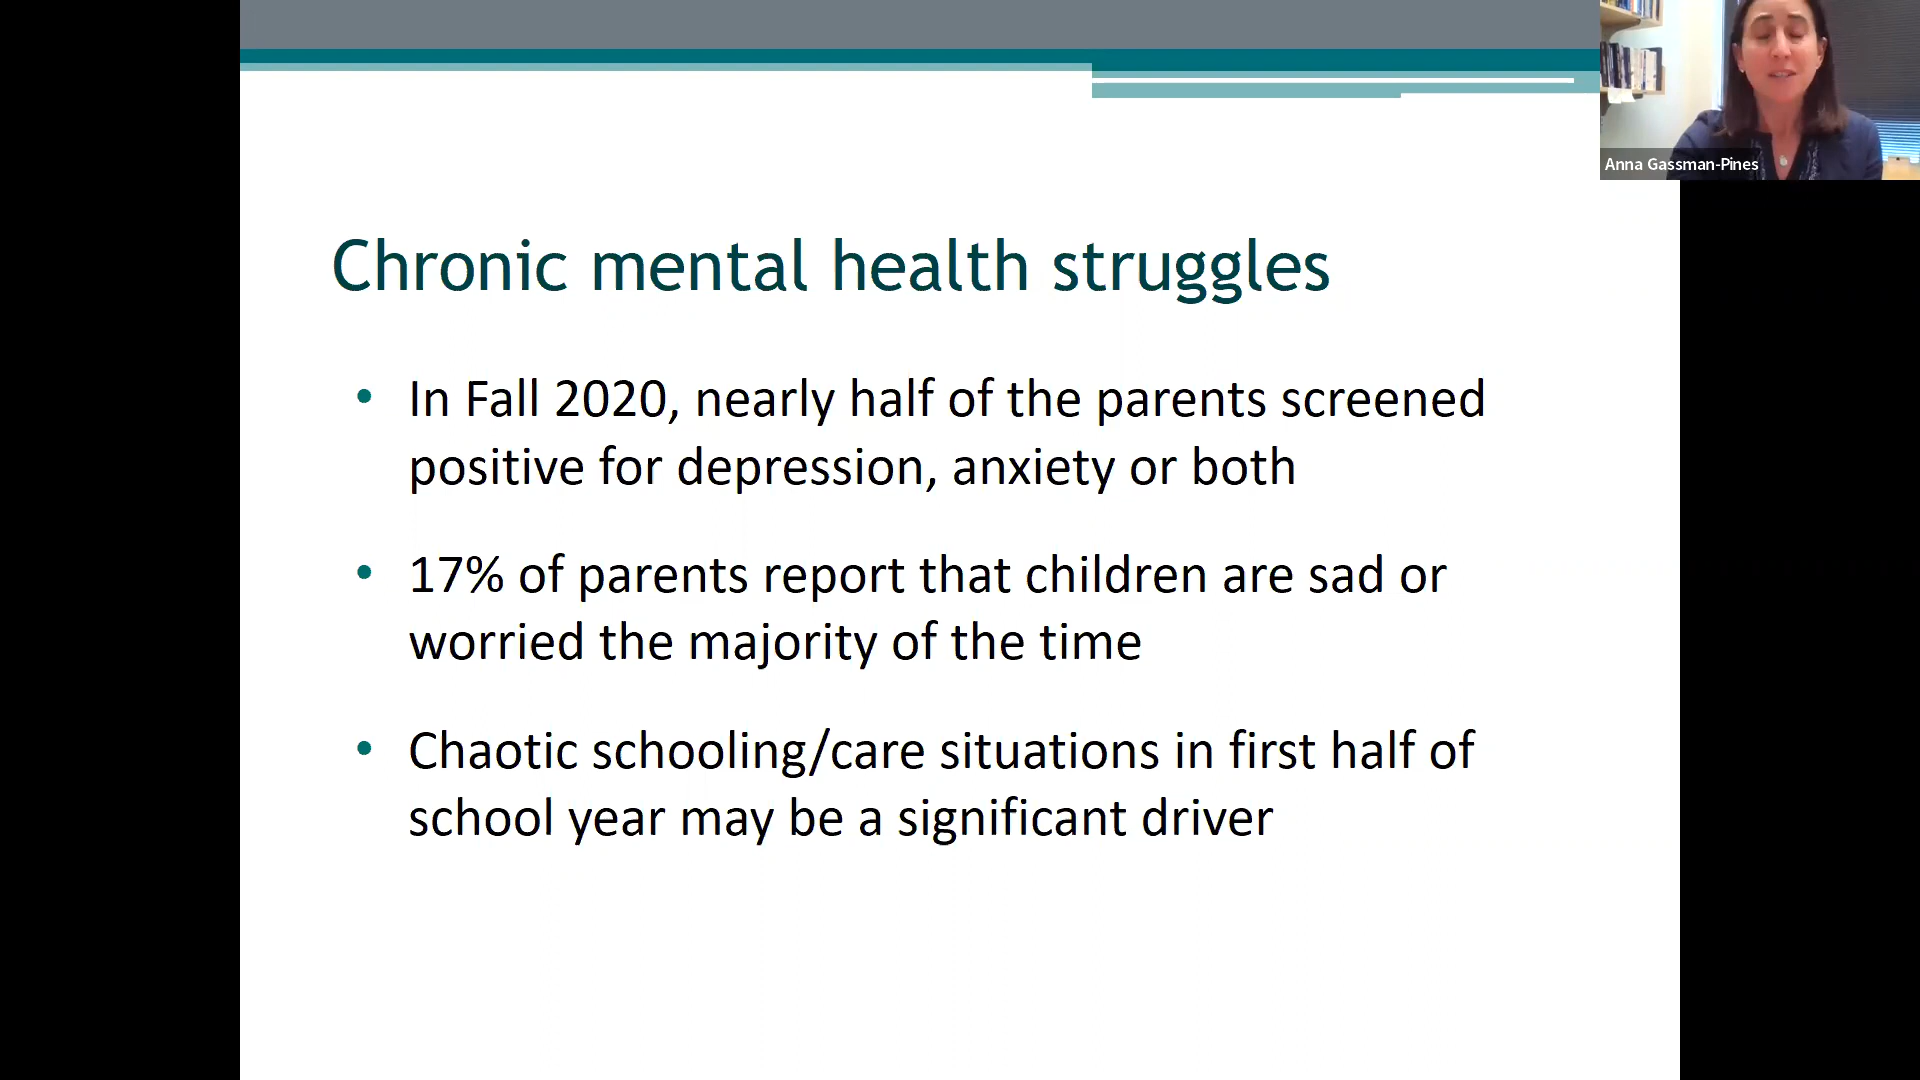 Anna Gassman-Pines
Chronic mental health struggles
• In Fall 2020, nearly half of the parents screened
positive for depression, anxiety or both
• 17% of parents report that children are sad or
worried the majority of the time
• Chaotic schooling/care situations in first half of
school year may be a significant driver